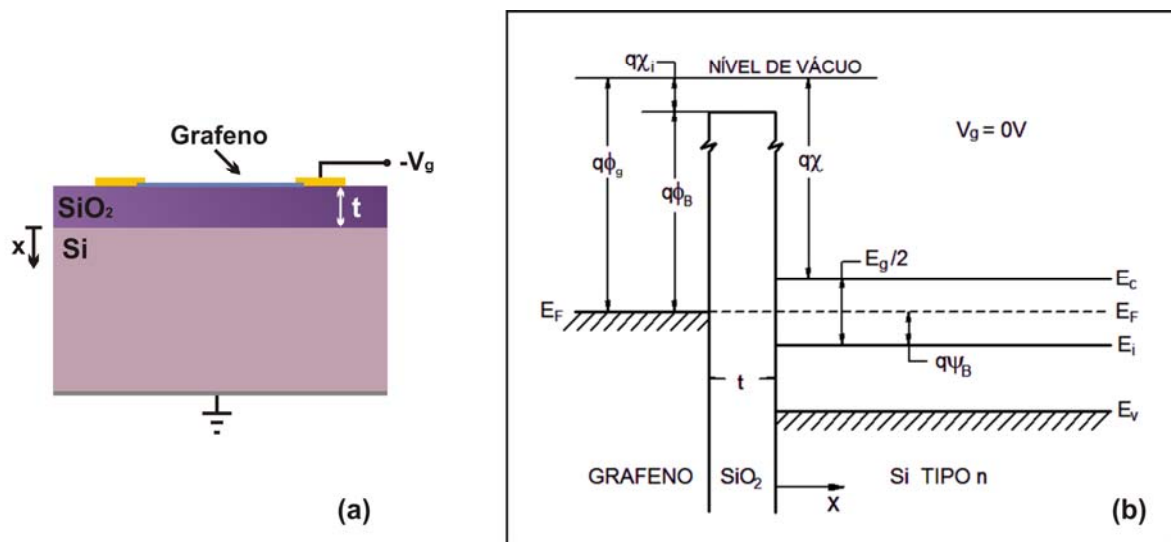 Grafeno
-Vg
SiO₂
t
x
Si
(a)
qχi
NÍVEL DE VÁCUO
Vg = 0V
qϕg
qϕB
qχ
Eg/2
Ec
EF
EF
Ei
qψB
t
Ev
GRAFENO
SiO₂
Si TIPO n
X
(b)